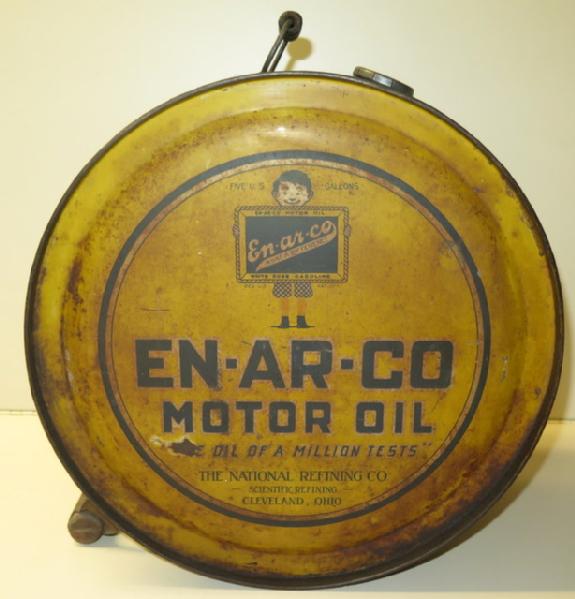 FIVE U.S. GALLONS
EN-AR-CO MOTOR OIL
En-ar-co
WHITE ROSE GASOLINE
EN-AR-CO
MOTOR OIL
OIL OF A MILLION TESTS"
THE NATIONAL REFINING CO
— SCIENTIFIC REFINING —
CLEVELAND, OHIO